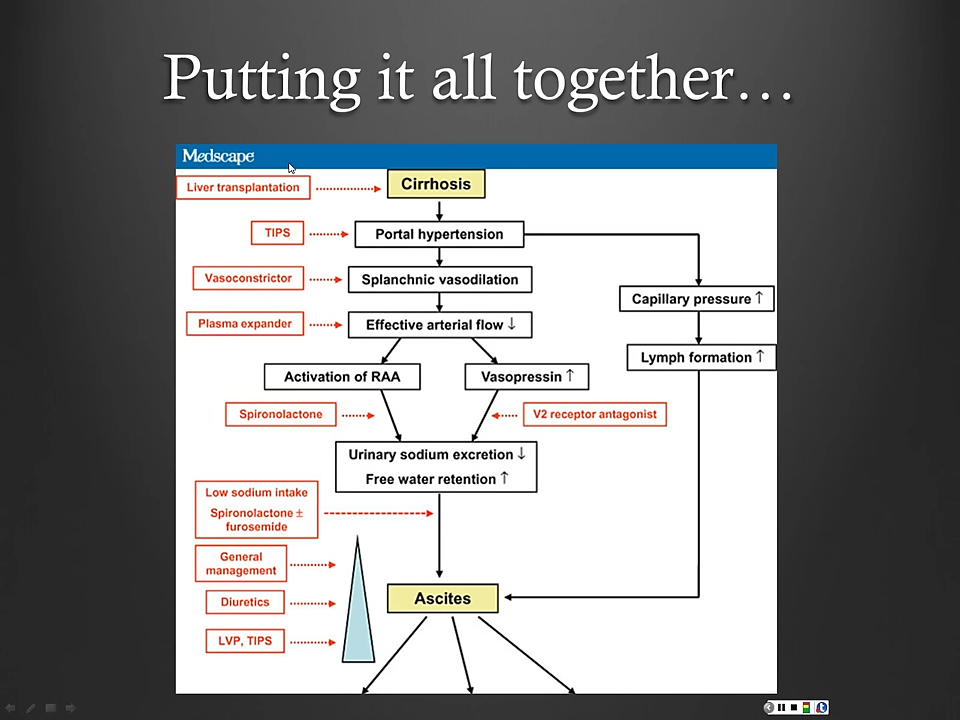 Putting it all together…
Medscape
Liver transplantation
Cirrhosis
TIPS
Portal hypertension
Vasoconstrictor
Splanchnic vasodilation
Capillary pressure ↑
Plasma expander
Effective arterial flow ↓
Lymph formation ↑
Activation of RAA
Vasopressin ↑
Spironolactone
V2 receptor antagonist
Urinary sodium excretion ↓
Free water retention ↑
Low sodium intake
Spironolactone ±
furosemide
General
management
Diuretics
Ascites
LVP, TIPS